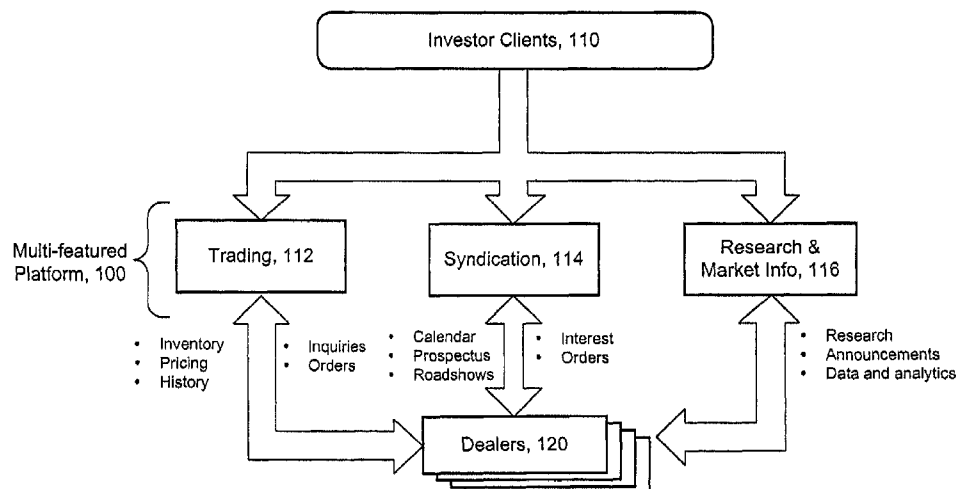 Investor Clients, 110
Multi-featured
Platform, 100
Trading, 112
Syndication, 114
Research &
Market Info, 116
• Inventory
• Pricing
• History
• Inquiries
• Orders
• Calendar
• Prospectus
• Roadshows
• Interest
• Orders
• Research
• Announcements
• Data and analytics
Dealers, 120